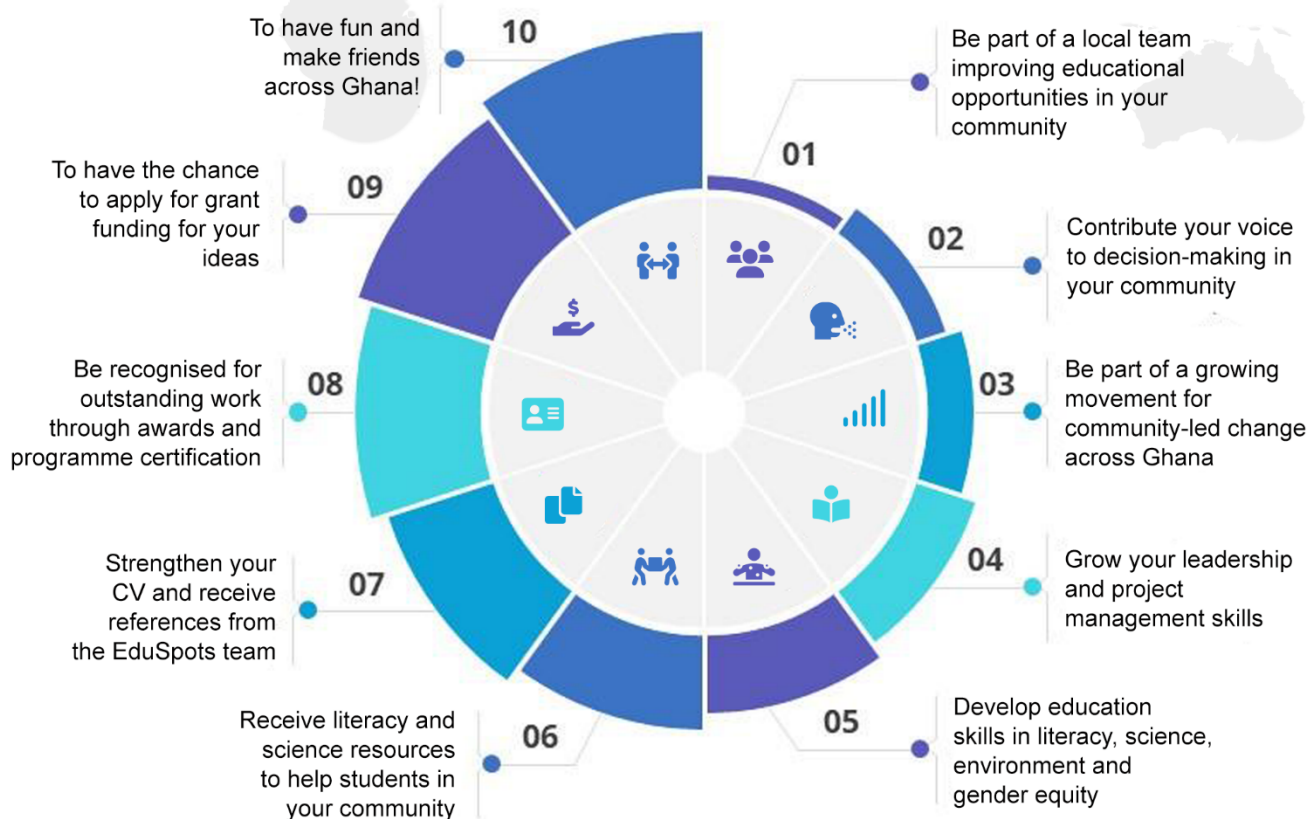 01
Be part of a local team
improving educational
opportunities in your
community
02
Contribute your voice
to decision-making in
your community
03
Be part of a growing
movement for
community-led change
across Ghana
04
Grow your leadership
and project
management skills
05
Develop education
skills in literacy, science,
environment and
gender equity
06
Receive literacy and
science resources
to help students in
your community
07
Strengthen your
CV and receive
references from
the EduSpots team
08
Be recognised for
outstanding work
through awards and
programme certification
09
To have the chance
to apply for grant
funding for your
ideas
10
To have fun and
make friends
across Ghana!
$